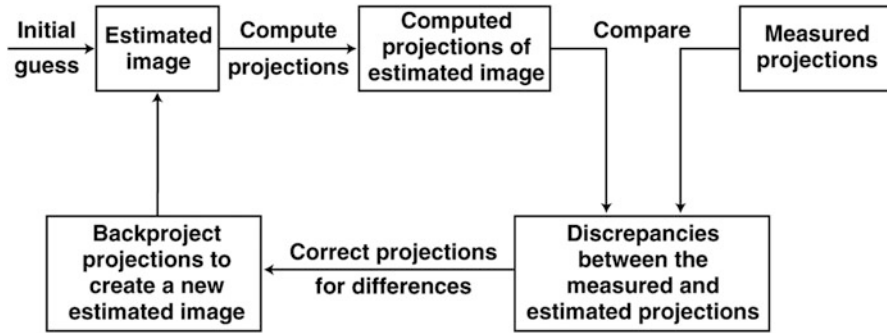 Initial
guess
Estimated
image
Compute
projections
Computed
projections of
estimated image
Compare
Measured
projections
Backproject
projections to
create a new
estimated image
Correct projections
for differences
Discrepancies
between the
measured and
estimated projections